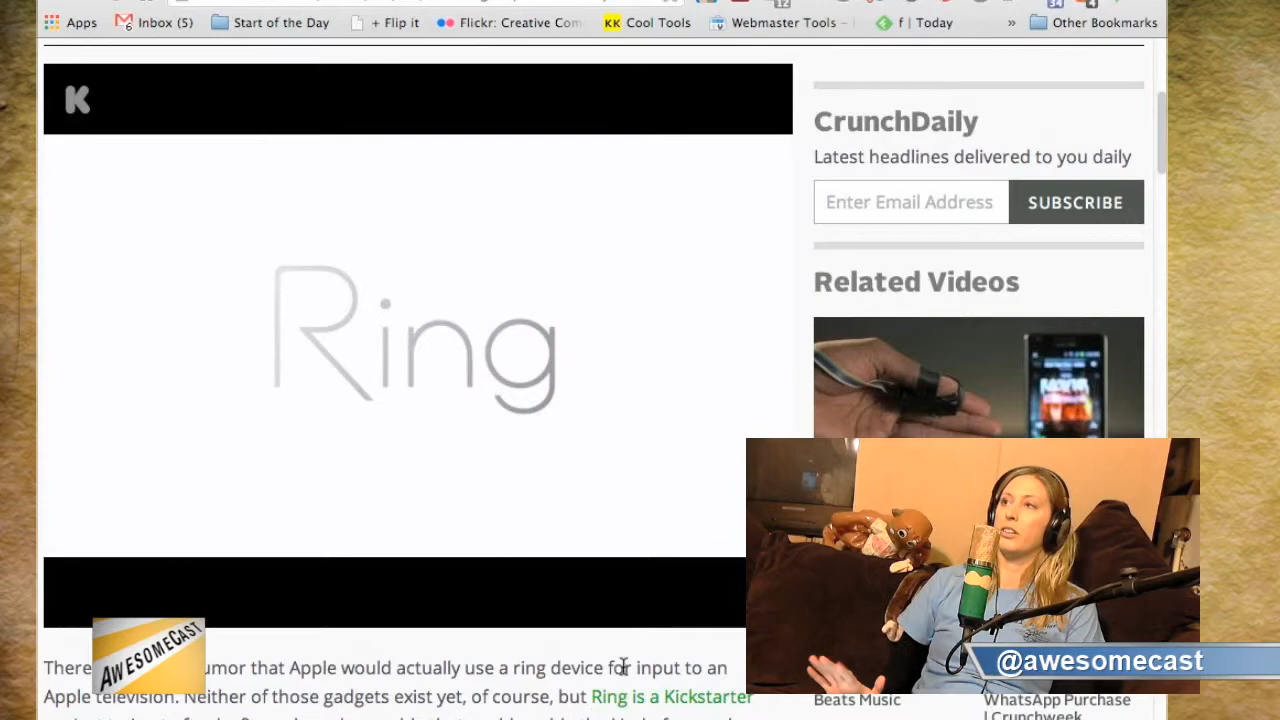 Apps Inbox (5) Start of the Day + Flip it Flickr: Creative Com KK Cool Tools Webmaster Tools – f | Today » Other Bookmarks
K
CrunchDaily
Latest headlines delivered to you daily
Enter Email Address SUBSCRIBE
Related Videos
Ring
AWESOMECAST
@awesomecast
There umor that Apple would actually use a ring device for input to an
Apple television. Neither of those gadgets exist yet, of course, but Ring is a Kickstarter
Beats Music
WhatsApp Purchase
| Crunchweek